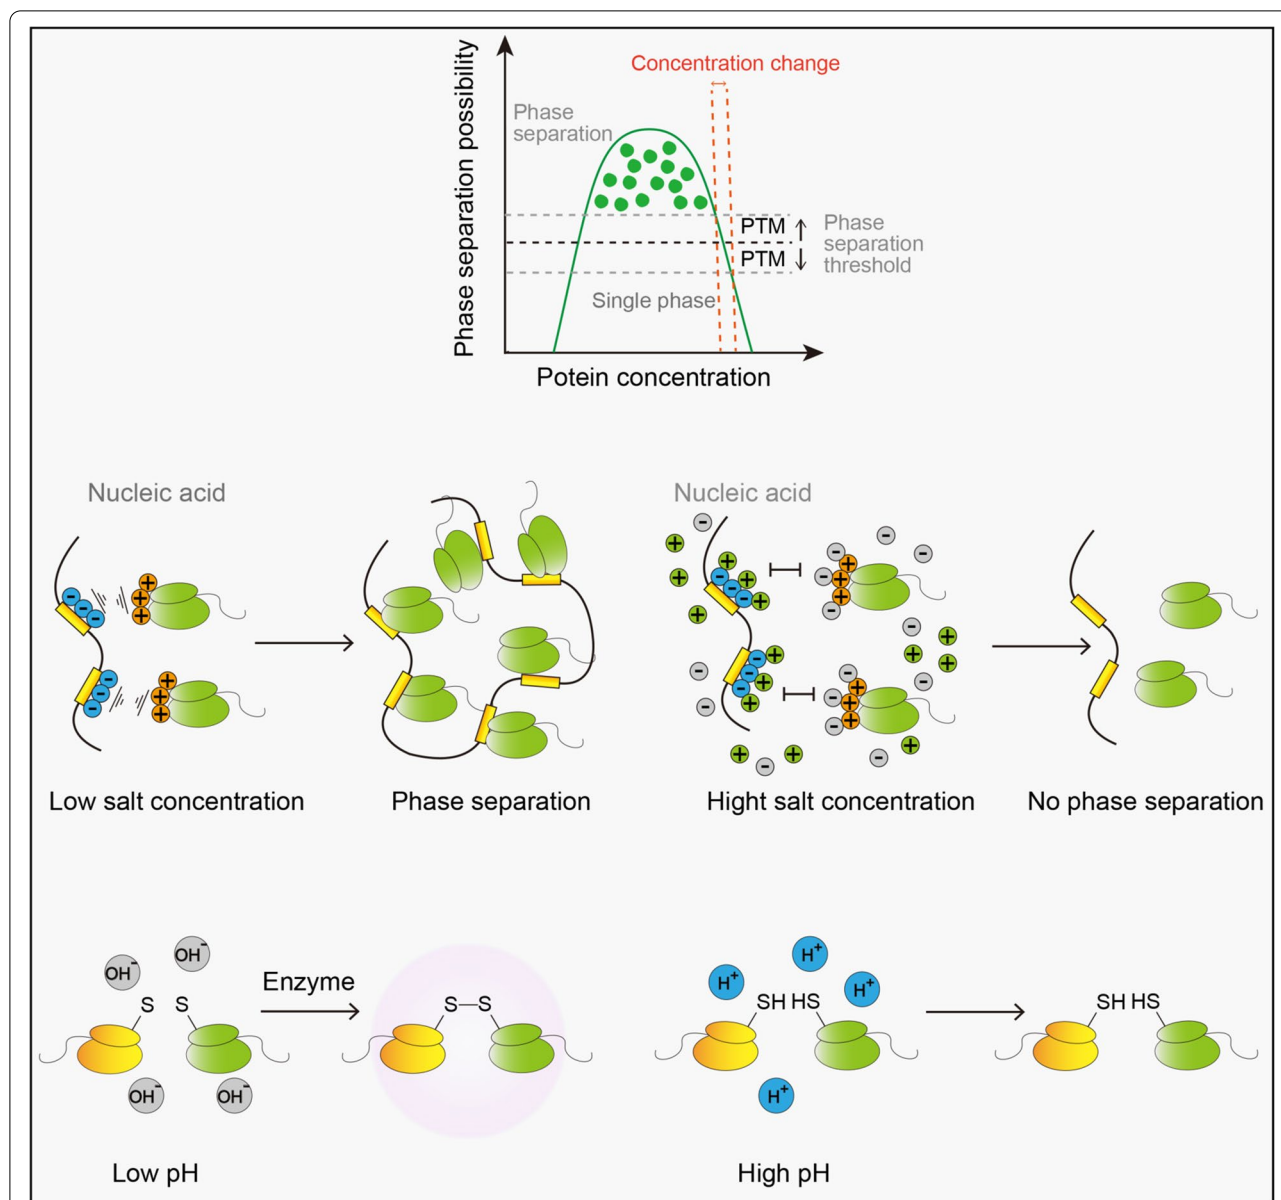 Phase separation possibility
Concentration change
Phase
separation
PTM
PTM
Phase
separation
threshold
Single phase
Potein concentration
Nucleic acid
Nucleic acid
- - - + + +
- - - + + +
Low salt concentration
Phase separation
Hight salt concentration
No phase separation
OH-
OH-
S S
Enzyme
S—S
OH-
OH-
H+
H+
H+
SH HS
SH HS
H+
Low pH
High pH